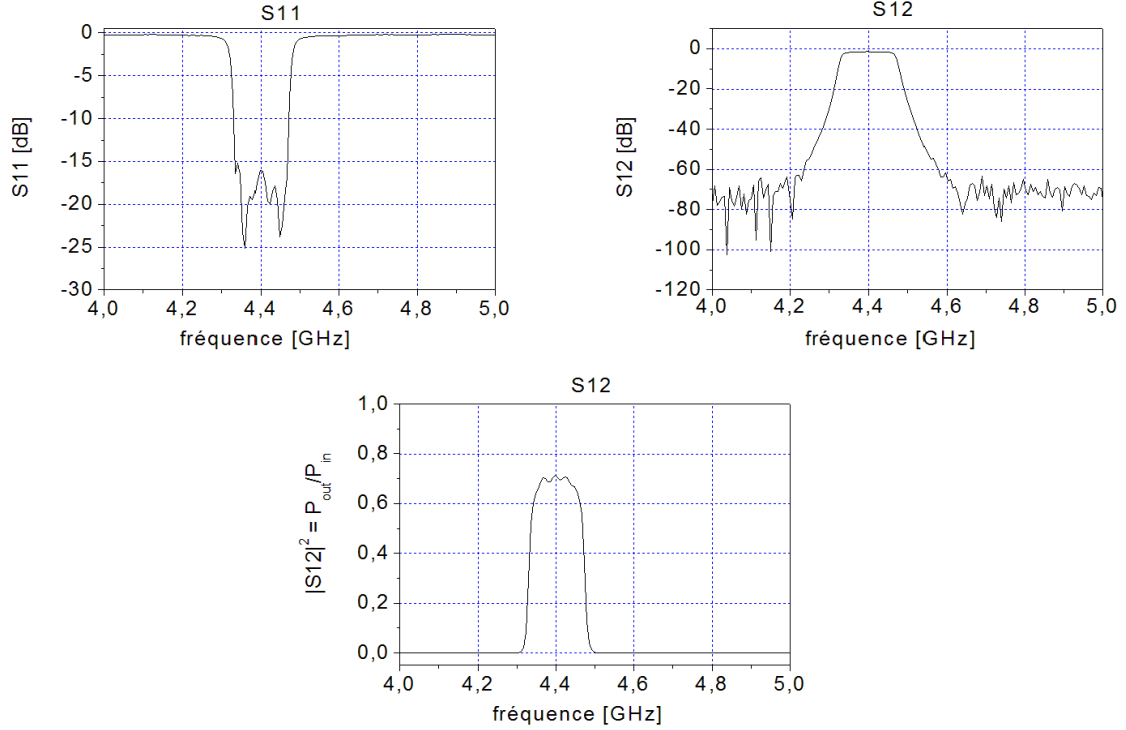 S11
0
-5
-10
-15
-20
-25
-30
S11 [dB]
4,0 4,2 4,4 4,6 4,8 5,0
fréquence [GHz]
S12
0
-20
-40
-60
-80
-100
-120
S12 [dB]
4,0 4,2 4,4 4,6 4,8 5,0
fréquence [GHz]
S12
1,0
0,8
0,6
0,4
0,2
0,0
|S12|² = P_out/P_in
4,0 4,2 4,4 4,6 4,8 5,0
fréquence [GHz]